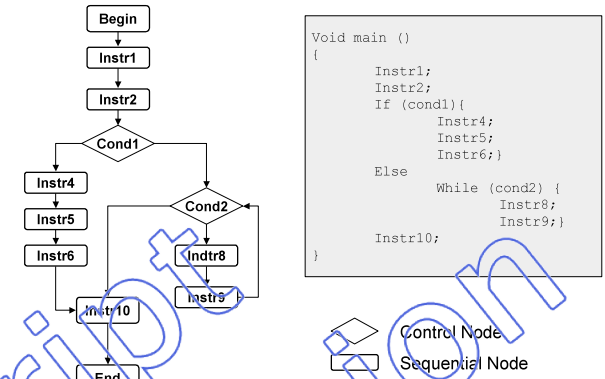 Begin
Instr1
Instr2
Cond1
Instr4
Instr5
Instr6
Cond2
Indtr8
Instr9
Instr10
End
Void main ()
{
Instr1;
Instr2;
If (cond1){
Instr4;
Instr5;
Instr6;}
Else
While (cond2) {
Instr8;
Instr9;}
Instr10;
}
Control Node
Sequential Node